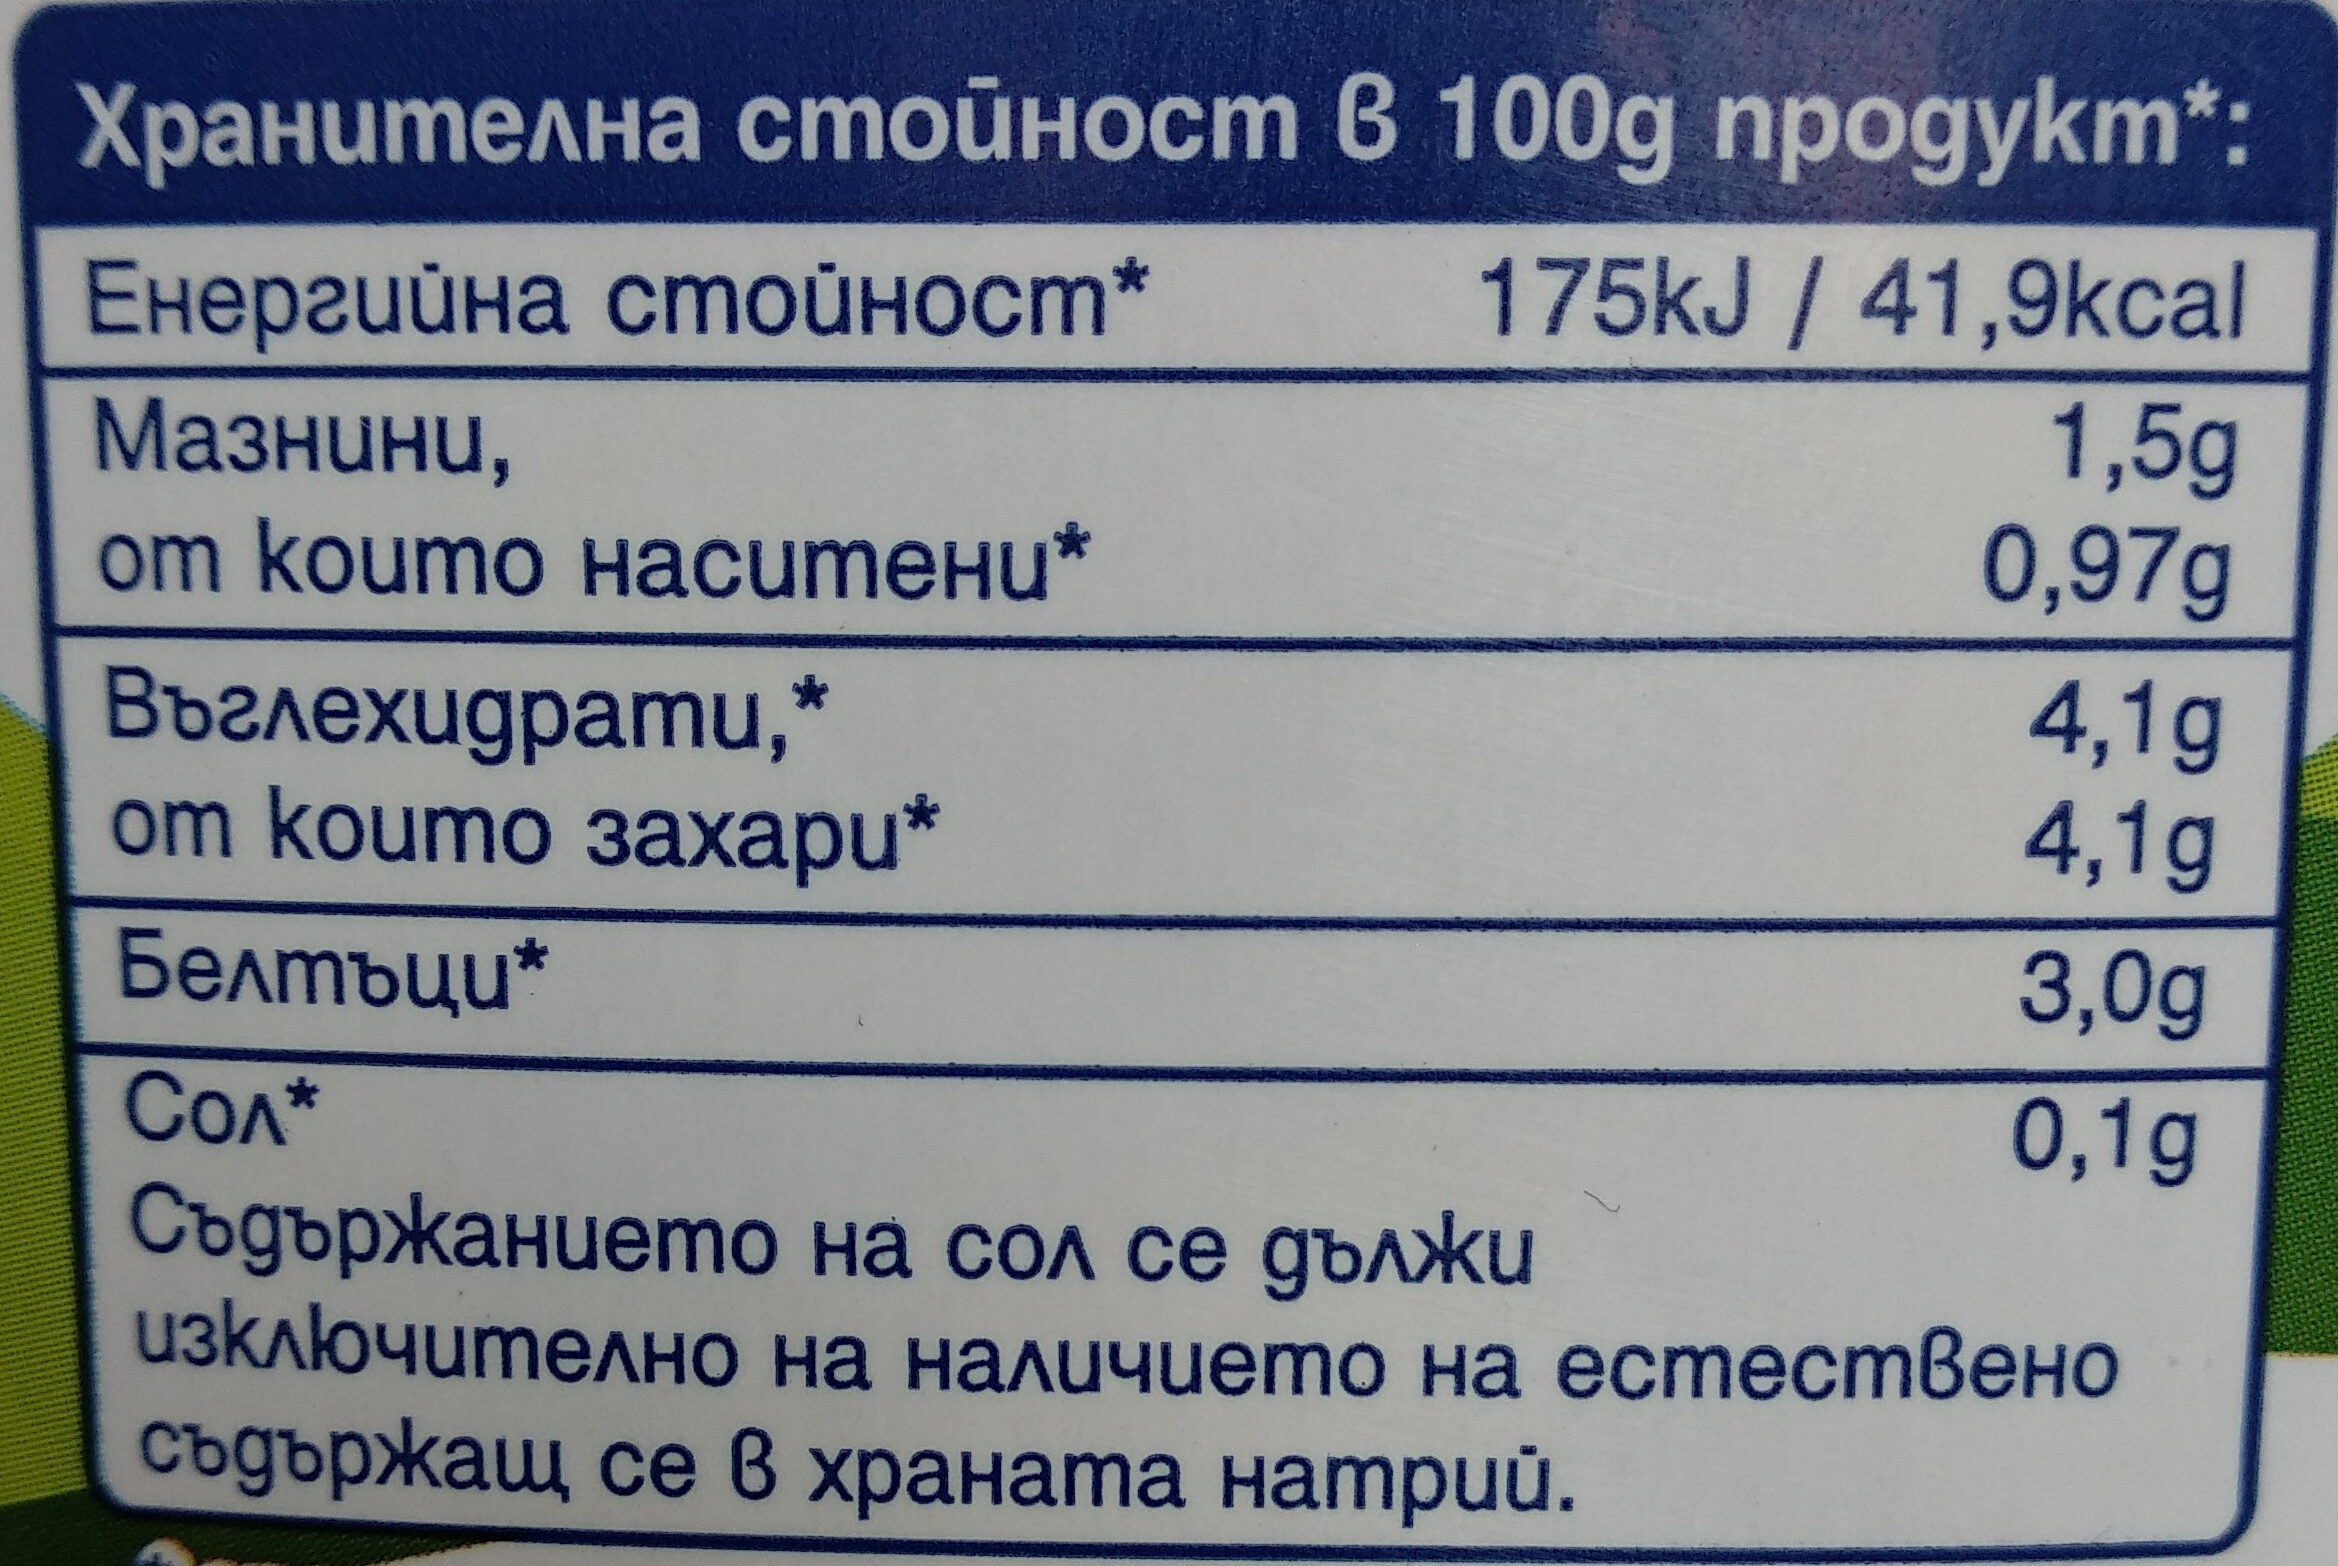 Хранителна стойност в 100g продукт*:
Енергийна стойност* 175kJ / 41,9kcal
Мазнини, 1,5g
от които наситени* 0,97g
Въглехидрати,* 4,1g
от които захари* 4,1g
Белтъци* 3,0g
Сол* 0,1g
Съдържанието на сол се дължи
изключително на наличието на естествено
съдържащ се в храната натрий.